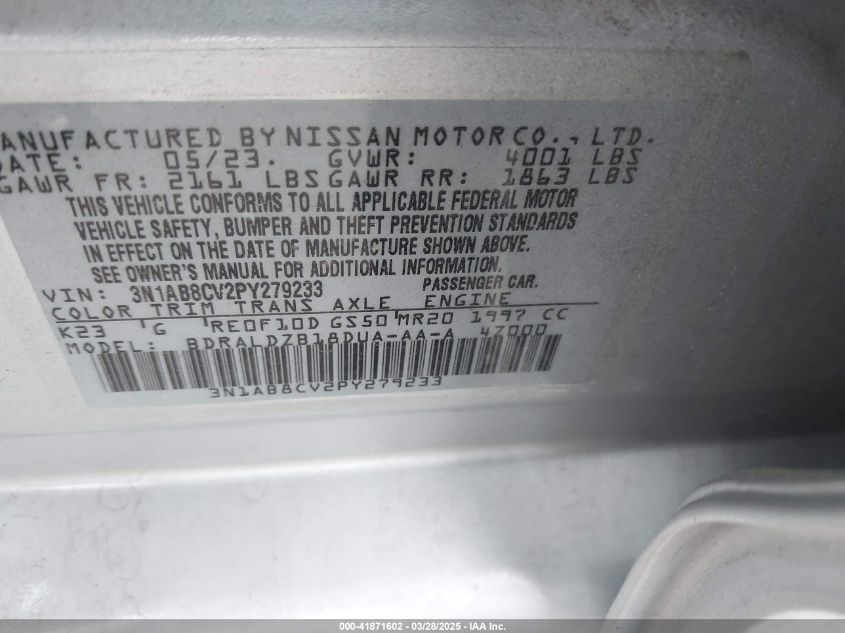 ANUFACTURED BY NISSAN MOTOR CO., LTD.
DATE: 05/23. GVWR: 4001 LBS
GAWR FR: 2161 LBS GAWR RR: 1863 LBS
THIS VEHICLE CONFORMS TO ALL APPLICABLE FEDERAL MOTOR
VEHICLE SAFETY, BUMPER AND THEFT PREVENTION STANDARDS
IN EFFECT ON THE DATE OF MANUFACTURE SHOWN ABOVE.
SEE OWNER'S MANUAL FOR ADDITIONAL INFORMATION.
VIN: 3N1AB8CV2PY279233 PASSENGER CAR.
COLOR TRIM TRANS AXLE ENGINE
K23 G RE0F10D GS50 MR20 1997 CC
MODEL: BDRALDZB18DUA-AA-A 47000
3N1AB8CV2PY279233
000-41871602 - 03/28/2025 - IAA Inc.